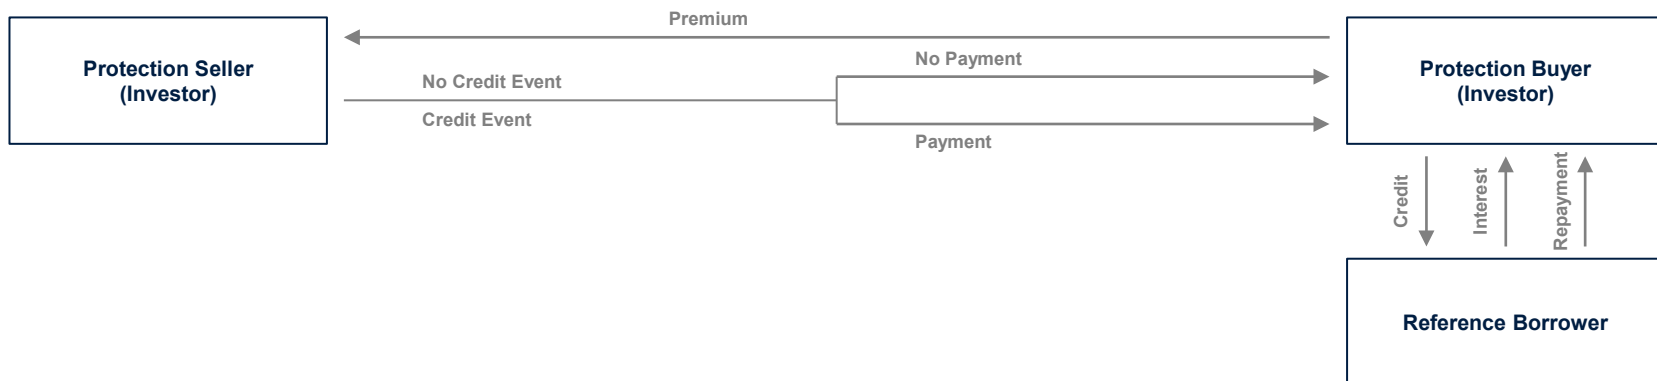 Premium
Protection Seller
(Investor)
No Credit Event
Credit Event
No Payment
Payment
Protection Buyer
(Investor)
Credit
Interest
Repayment
Reference Borrower